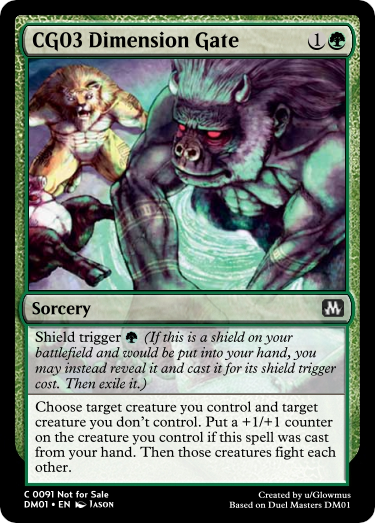 CG03 Dimension Gate 1
Sorcery
Shield trigger (If this is a shield on your
battlefield and would be put into your hand, you
may instead reveal it and cast it for its shield trigger
cost. Then exile it.)
Choose target creature you control and target
creature you don't control. Put a +1/+1 counter
on the creature you control if this spell was cast
from your hand. Then those creatures fight each
other.
C 0091 Not for Sale
DM01 • EN JASON
Created by u/Glowmus
Based on Duel Masters DM01